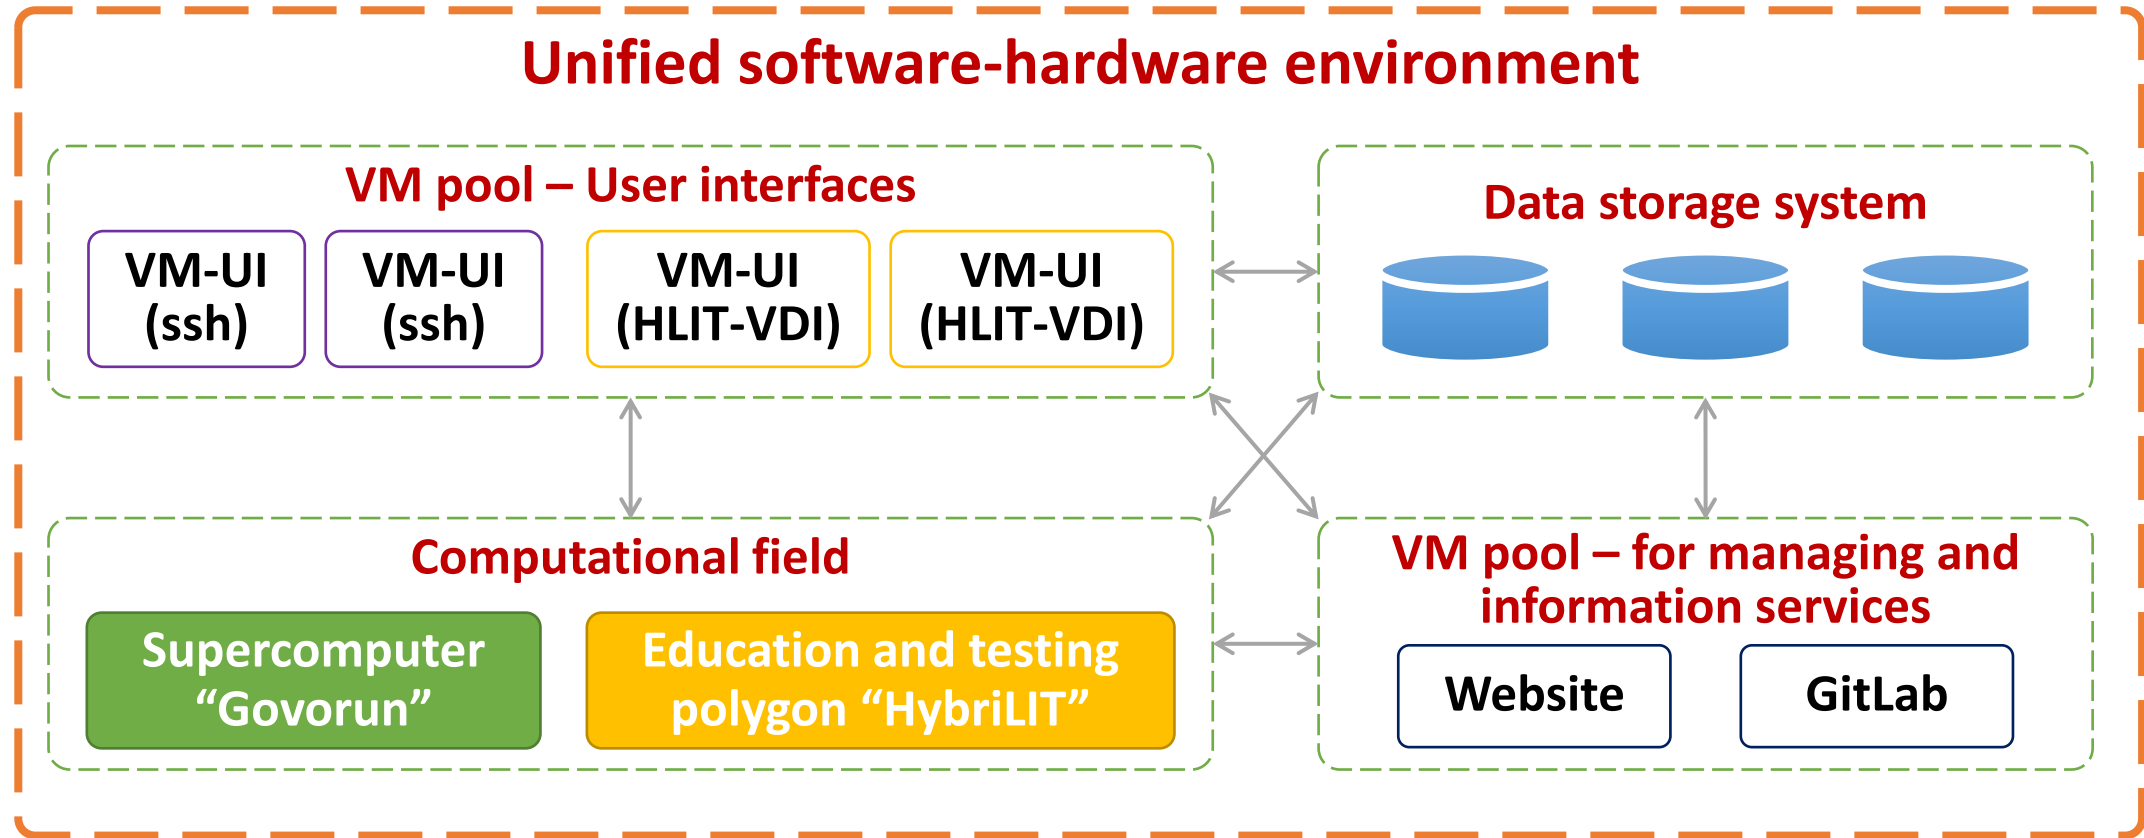 Unified software-hardware environment
VM pool – User interfaces
VM-UI
(ssh)
VM-UI
(ssh)
VM-UI
(HLIT-VDI)
VM-UI
(HLIT-VDI)
Data storage system
Computational field
Supercomputer
“Govorun”
Education and testing
polygon “HybriLIT”
VM pool – for managing and
information services
Website
GitLab